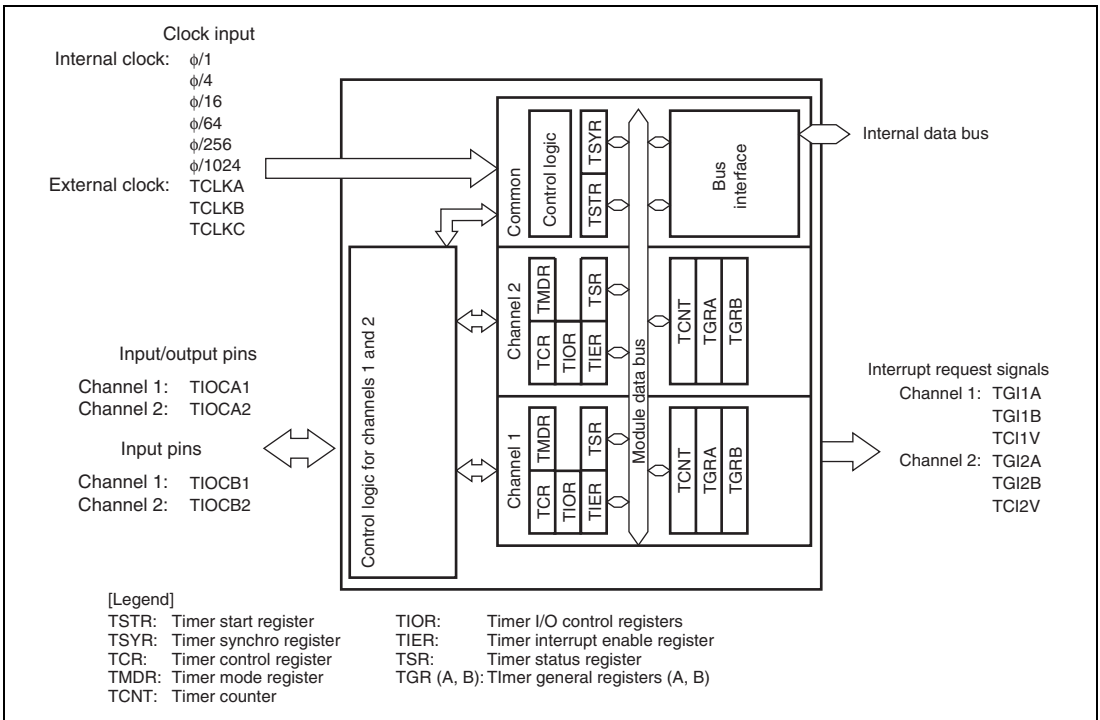 Clock input
Internal clock: φ/1
φ/4
φ/16
φ/64
φ/256
φ/1024
External clock: TCLKA
TCLKB
TCLKC
Input/output pins
Channel 1: TIOCA1
Channel 2: TIOCA2
Input pins
Channel 1: TIOCB1
Channel 2: TIOCB2
Control logic for channels 1 and 2
Common
Control logic
TSYR
TSTR
Bus
interface
Internal data bus
Channel 2
TMDR
TSR
TCR
TIOR
TIER
TCNT
TGRA
TGRB
Module data bus
Channel 1
TMDR
TSR
TCR
TIOR
TIER
TCNT
TGRA
TGRB
Interrupt request signals
Channel 1: TGI1A
TGI1B
TCI1V
Channel 2: TGI2A
TGI2B
TCI2V
[Legend]
TSTR: Timer start register
TSYR: Timer synchro register
TCR: Timer control register
TMDR: Timer mode register
TCNT: Timer counter
TIOR: Timer I/O control registers
TIER: Timer interrupt enable register
TSR: Timer status register
TGR (A, B): TImer general registers (A, B)